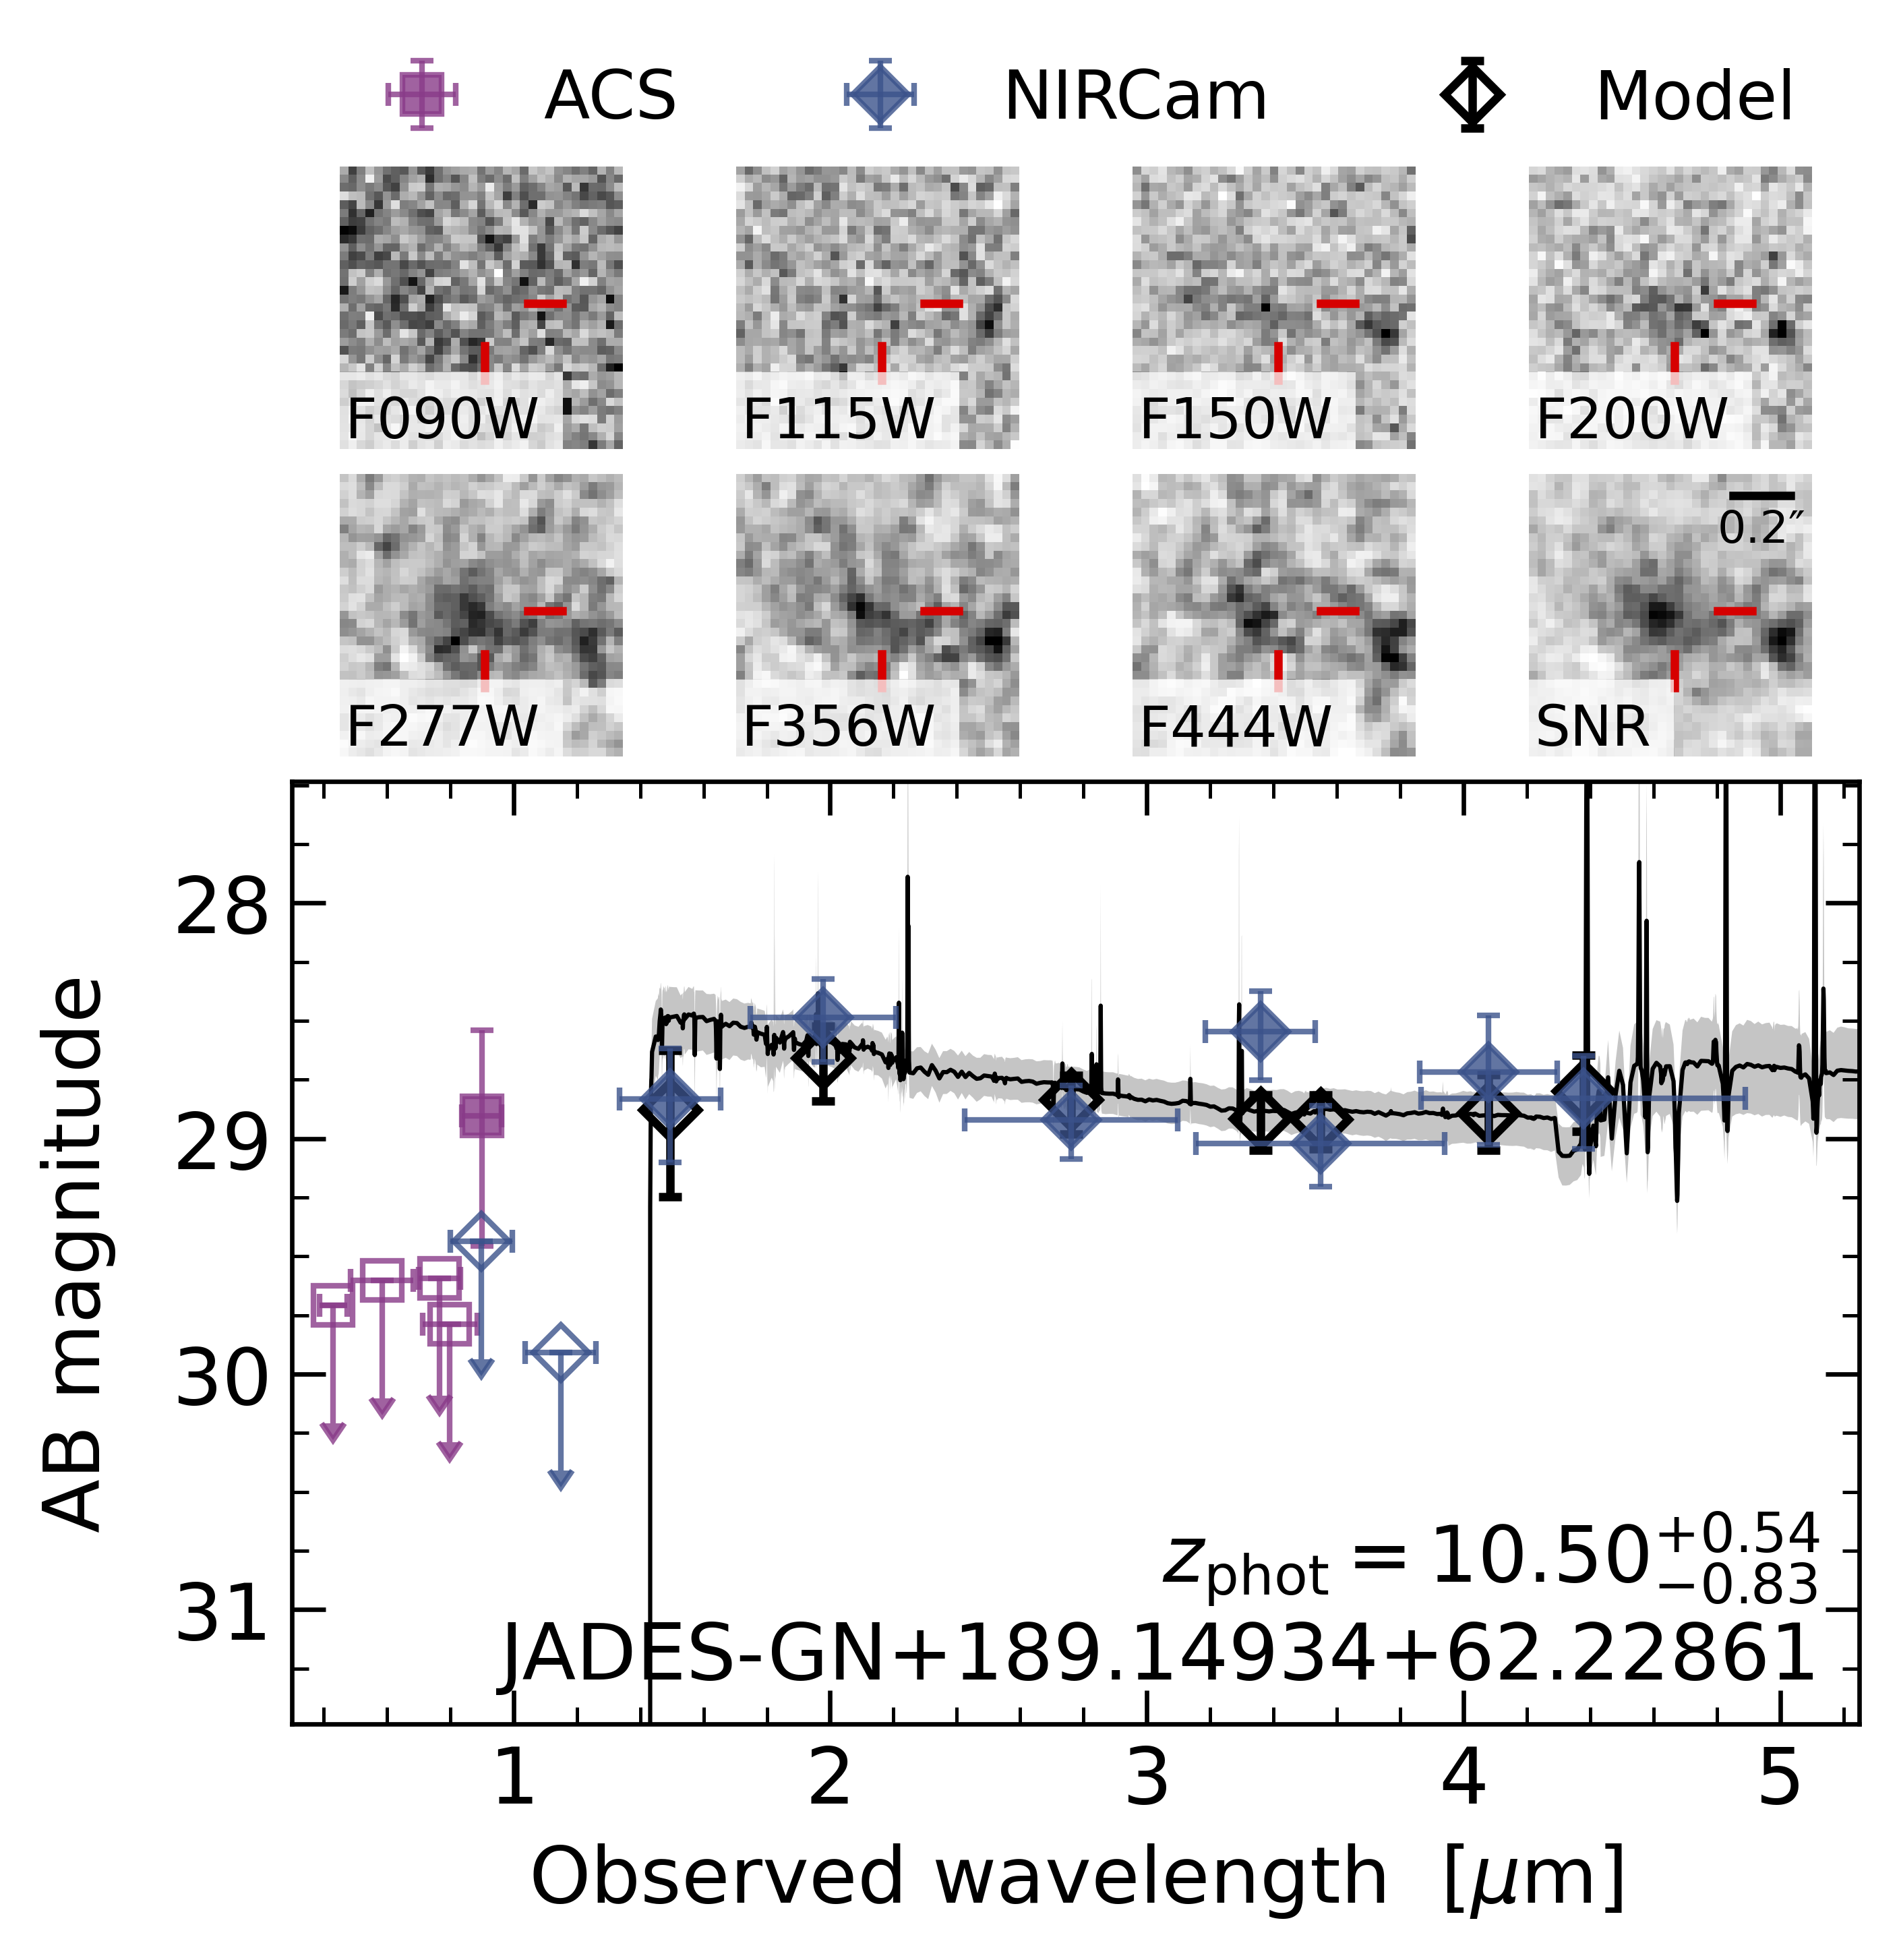 ACS NIRCam Model
F090W F115W F150W F200W
0.2″
F277W F356W F444W SNR
28
29
30
31
AB magnitude
z_phot = 10.50^{+0.54}_{−0.83}
JADES-GN+189.14934+62.22861
1 2 3 4 5
Observed wavelength [μm]